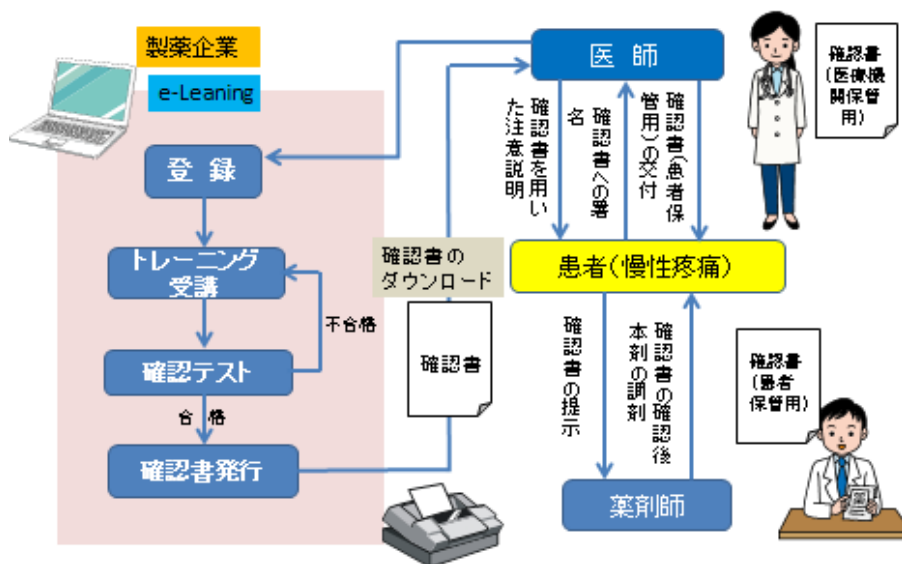 製薬企業
e-Leaning
登 録
トレーニング
受講
不合格
確認テスト
合 格
確認書発行
確認書の
ダウンロード
確認書
医 師
確認書を用い
た注意説明
確認書への署
名
確認書(患者保
管用)の交付
患者(慢性疼痛)
確認書の提示
確認書の確認後
本剤の調剤
薬剤師
確認書
(医療機
関保管
用)
確認書
(患者
保管用)